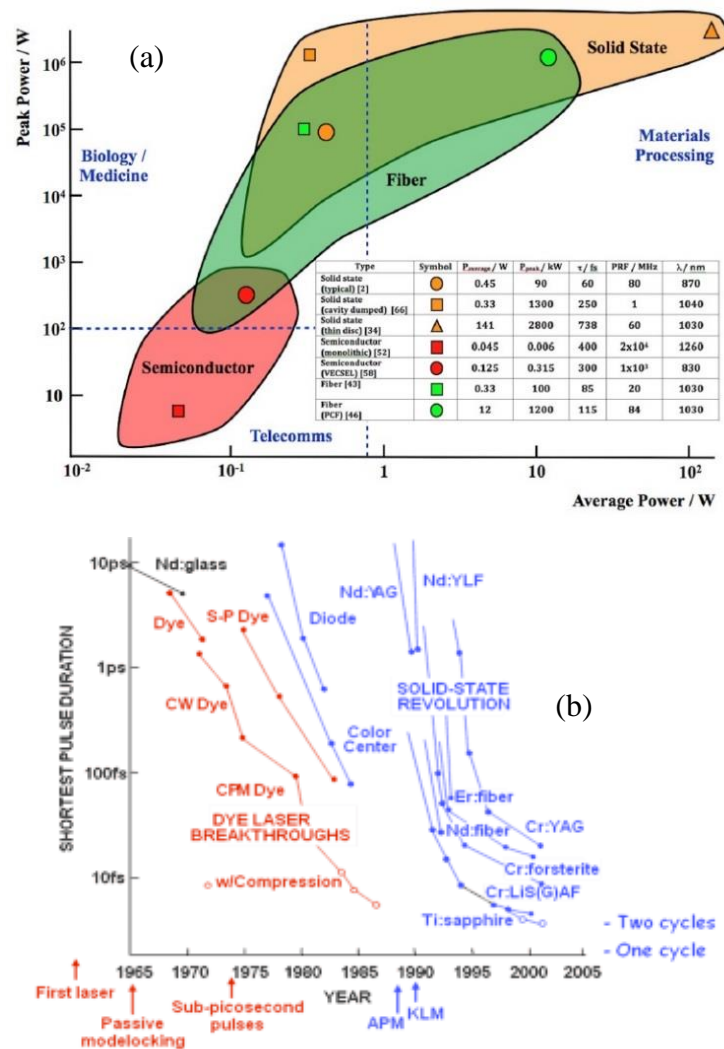 (a)
Peak Power / W
10⁶
10⁵
10⁴
10³
10²
10
Solid State
Biology /
Medicine
Materials
Processing
Fiber
Semiconductor
Telecomms
Type Symbol P_average / W P_peak / kW τ / fs PRF / MHz λ / nm
Solid state
(typical) [2] 0.45 90 60 80 870
Solid state
(cavity dumped) [66] 0.33 1300 250 1 1040
Solid state
(thin disc) [34] 141 2800 738 60 1030
Semiconductor
(monolithic) [52] 0.045 0.006 400 2x10⁴ 1260
Semiconductor
(VECSEL) [58] 0.125 0.315 300 1x10³ 830
Fiber [43] 0.33 100 85 20 1030
Fiber
(PCF) [46] 12 1200 115 84 1030
10⁻² 10⁻¹ 1 10 10²
Average Power / W
(b)
SHORTEST PULSE DURATION
10ps
1ps
100fs
10fs
Nd:glass
Dye
S-P Dye
Diode
Nd:YAG
Nd:YLF
CW Dye
SOLID-STATE
REVOLUTION
Color
Center
CPM Dye
DYE LASER
BREAKTHROUGHS
Er:fiber
Nd:fiber
Cr:YAG
Cr:forsterite
w/Compression
Cr:LiS(G)AF
Ti:sapphire
- Two cycles
- One cycle
1965 1970 1975 1980 1985 1990 1995 2000 2005
YEAR
First laser
Passive
modelocking
Sub-picosecond
pulses
APM
KLM